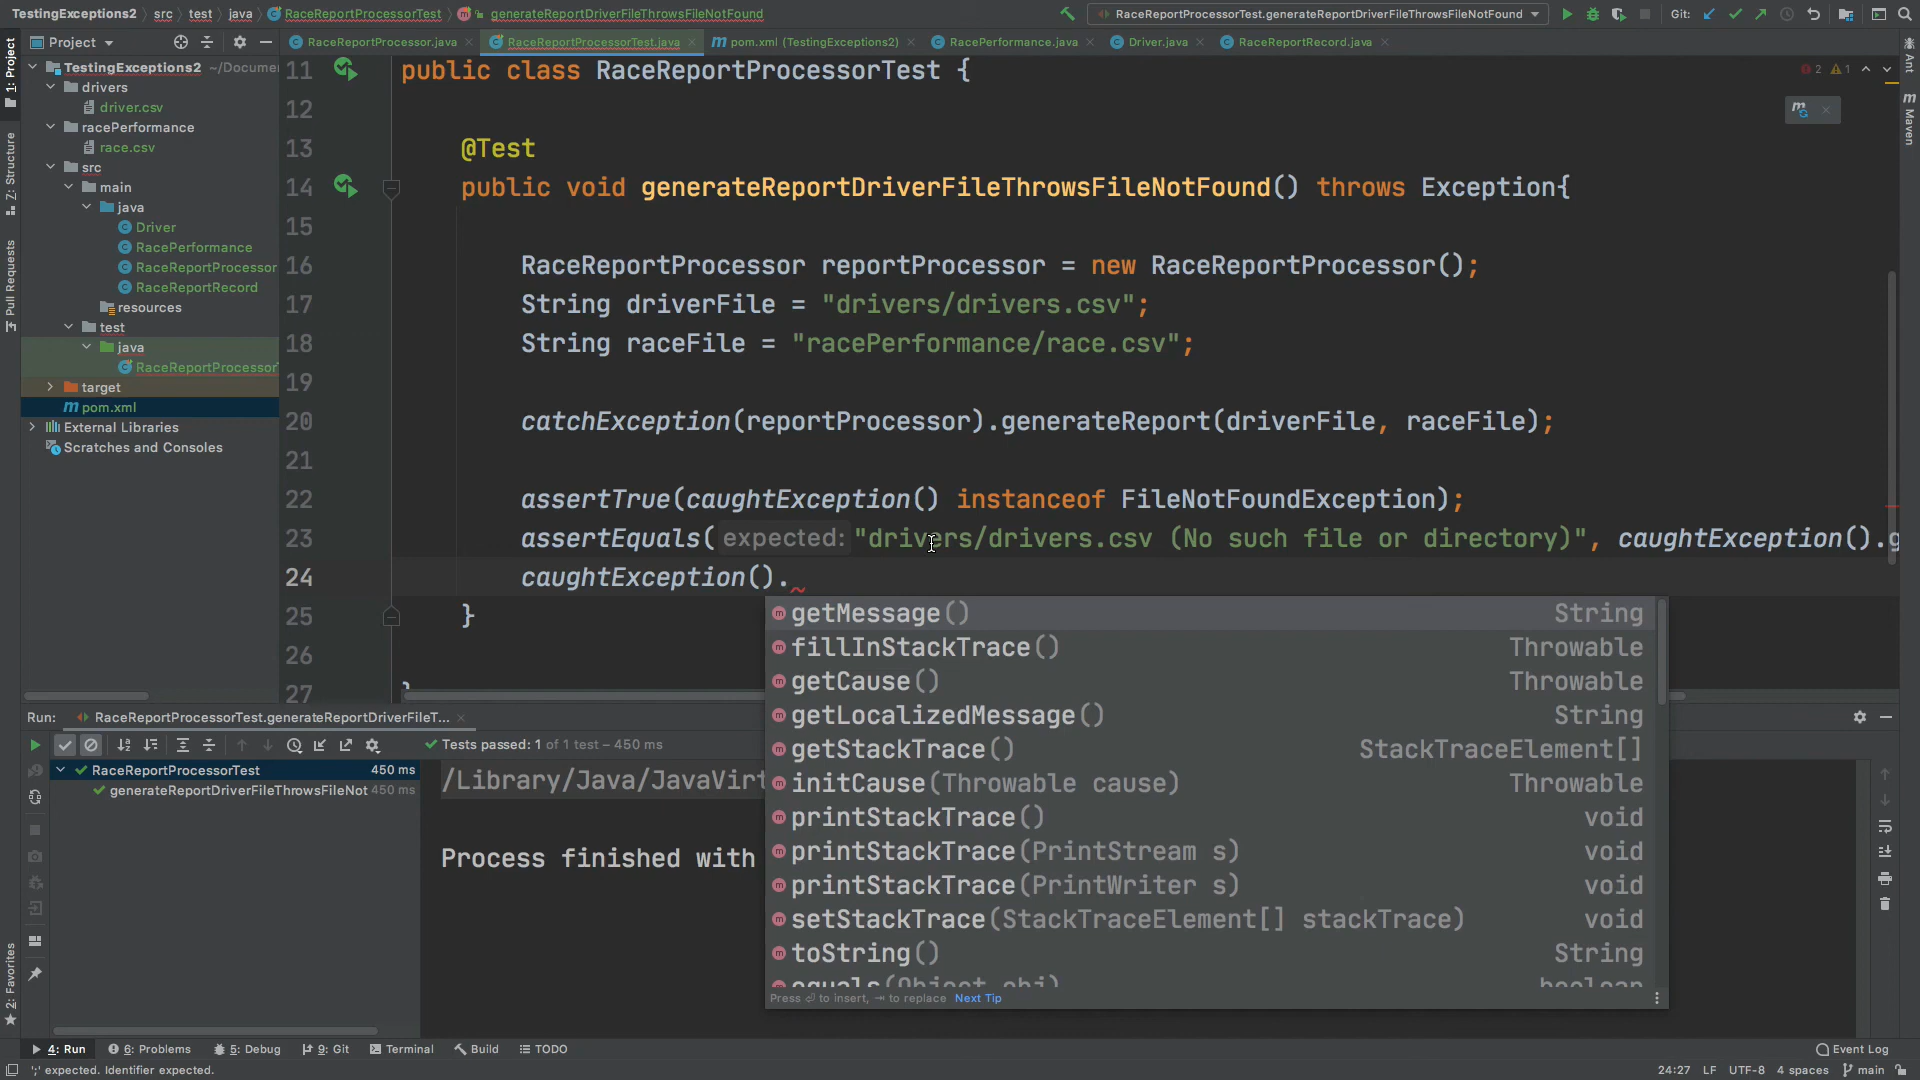 TestingExceptions2 src test java RaceReportProcessorTest generateReportDriverFileThrowsFileNotFound RaceReportProcessorTest.generateReportDriverFileThrowsFileNotFound Git:
Project RaceReportProcessor.java RaceReportProcessorTest.java pom.xml (TestingExceptions2) RacePerformance.java Driver.java RaceReportRecord.java
1: Project
Z: Structure
Pull Requests
2: Favorites
Ant
Maven
TestingExceptions2 ~/Docume
drivers
driver.csv
racePerformance
race.csv
src
main
java
Driver
RacePerformance
RaceReportProcessor
RaceReportRecord
resources
test
java
RaceReportProcessor
target
pom.xml
External Libraries
Scratches and Consoles
2 1
11 public class RaceReportProcessorTest {
12
13 @Test
14 public void generateReportDriverFileThrowsFileNotFound() throws Exception{
15
16 RaceReportProcessor reportProcessor = new RaceReportProcessor();
17 String driverFile = "drivers/drivers.csv";
18 String raceFile = "racePerformance/race.csv";
19
20 catchException(reportProcessor).generateReport(driverFile, raceFile);
21
22 assertTrue(caughtException() instanceof FileNotFoundException);
23 assertEquals( expected: "drivers/drivers.csv (No such file or directory)", caughtException().g
24 caughtException().
25 }
26
27 }
getMessage() String
fillInStackTrace() Throwable
getCause() Throwable
getLocalizedMessage() String
getStackTrace() StackTraceElement[]
initCause(Throwable cause) Throwable
printStackTrace() void
printStackTrace(PrintStream s) void
printStackTrace(PrintWriter s) void
setStackTrace(StackTraceElement[] stackTrace) void
toString() String
equals(Object obj) boolean
Press ⏎ to insert, ⇥ to replace Next Tip
Run: RaceReportProcessorTest.generateReportDriverFileT...
Tests passed: 1 of 1 test – 450 ms
RaceReportProcessorTest 450 ms
generateReportDriverFileThrowsFileNot 450 ms
/Library/Java/JavaVirt
Process finished with
4: Run 6: Problems 5: Debug 9: Git Terminal Build TODO Event Log
';' expected. Identifier expected. 24:27 LF UTF-8 4 spaces main